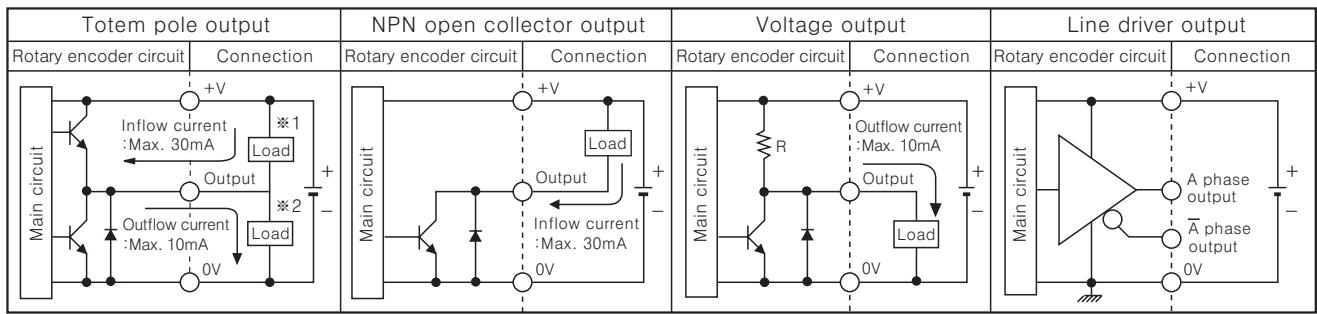 Totem pole output
Rotary encoder circuit
Connection
Main circuit
+V
Inflow current
:Max. 30mA
※1
Load
Output
+
−
※2
Outflow current
:Max. 10mA
Load
0V
NPN open collector output
Rotary encoder circuit
Connection
Main circuit
+V
Load
Output
+
−
Inflow current
:Max. 30mA
0V
Voltage output
Rotary encoder circuit
Connection
Main circuit
+V
R
Outflow current
:Max. 10mA
Output
+
−
Load
0V
Line driver output
Rotary encoder circuit
Connection
Main circuit
+V
A phase
output
+
−
A̅ phase
output
0V